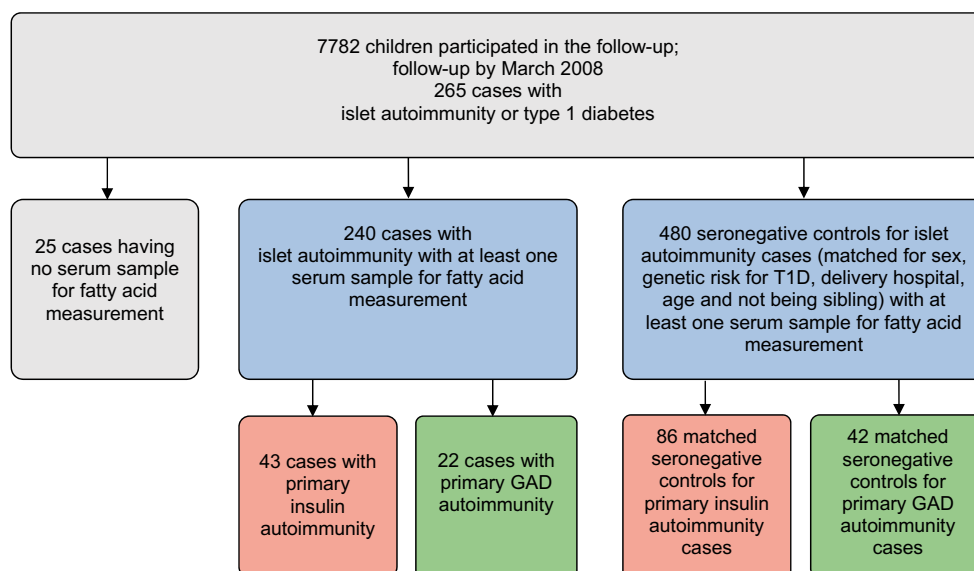 7782 children participated in the follow-up;
follow-up by March 2008
265 cases with
islet autoimmunity or type 1 diabetes
25 cases having
no serum sample
for fatty acid
measurement
240 cases with
islet autoimmunity with at least one
serum sample for fatty acid
measurement
480 seronegative controls for islet
autoimmunity cases (matched for sex,
genetic risk for T1D, delivery hospital,
age and not being sibling) with at
least one serum sample for fatty acid
measurement
43 cases with
primary
insulin
autoimmunity
22 cases with
primary GAD
autoimmunity
86 matched
seronegative
controls for
primary insulin
autoimmunity
cases
42 matched
seronegative
controls for
primary GAD
autoimmunity
cases